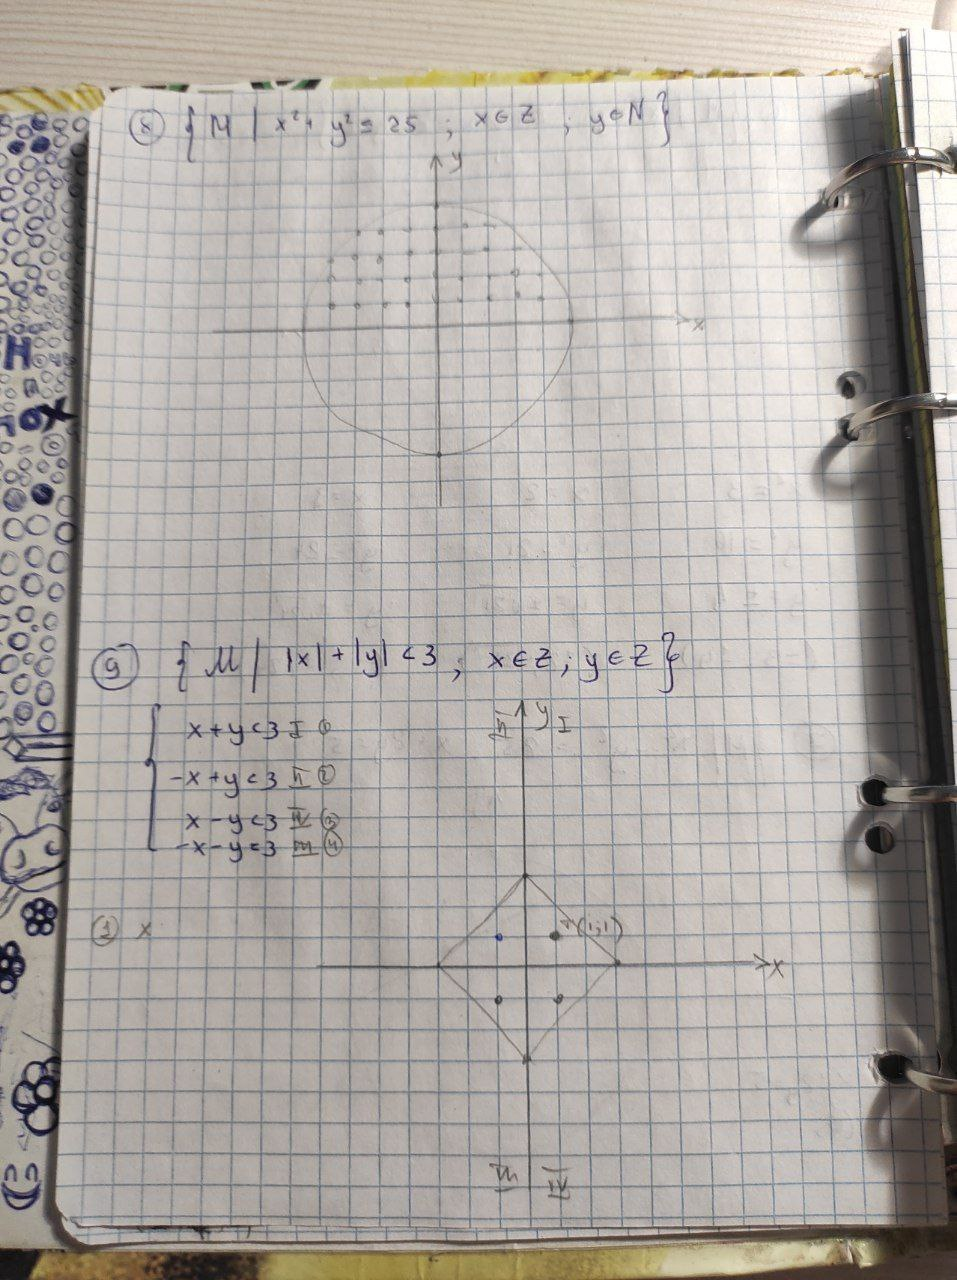 ⑧ { M | x² + y² ≤ 25 ; x ∈ Z ; y ∈ N }
y
x
⑨ { M | |x| + |y| < 3 , x ∈ Z ; y ∈ Z }
II y I
x + y < 3 I ①
-x + y < 3 II ②
x - y < 3 IV ③
-x - y = 3 III ④
① x
(1;1)
x
III IV